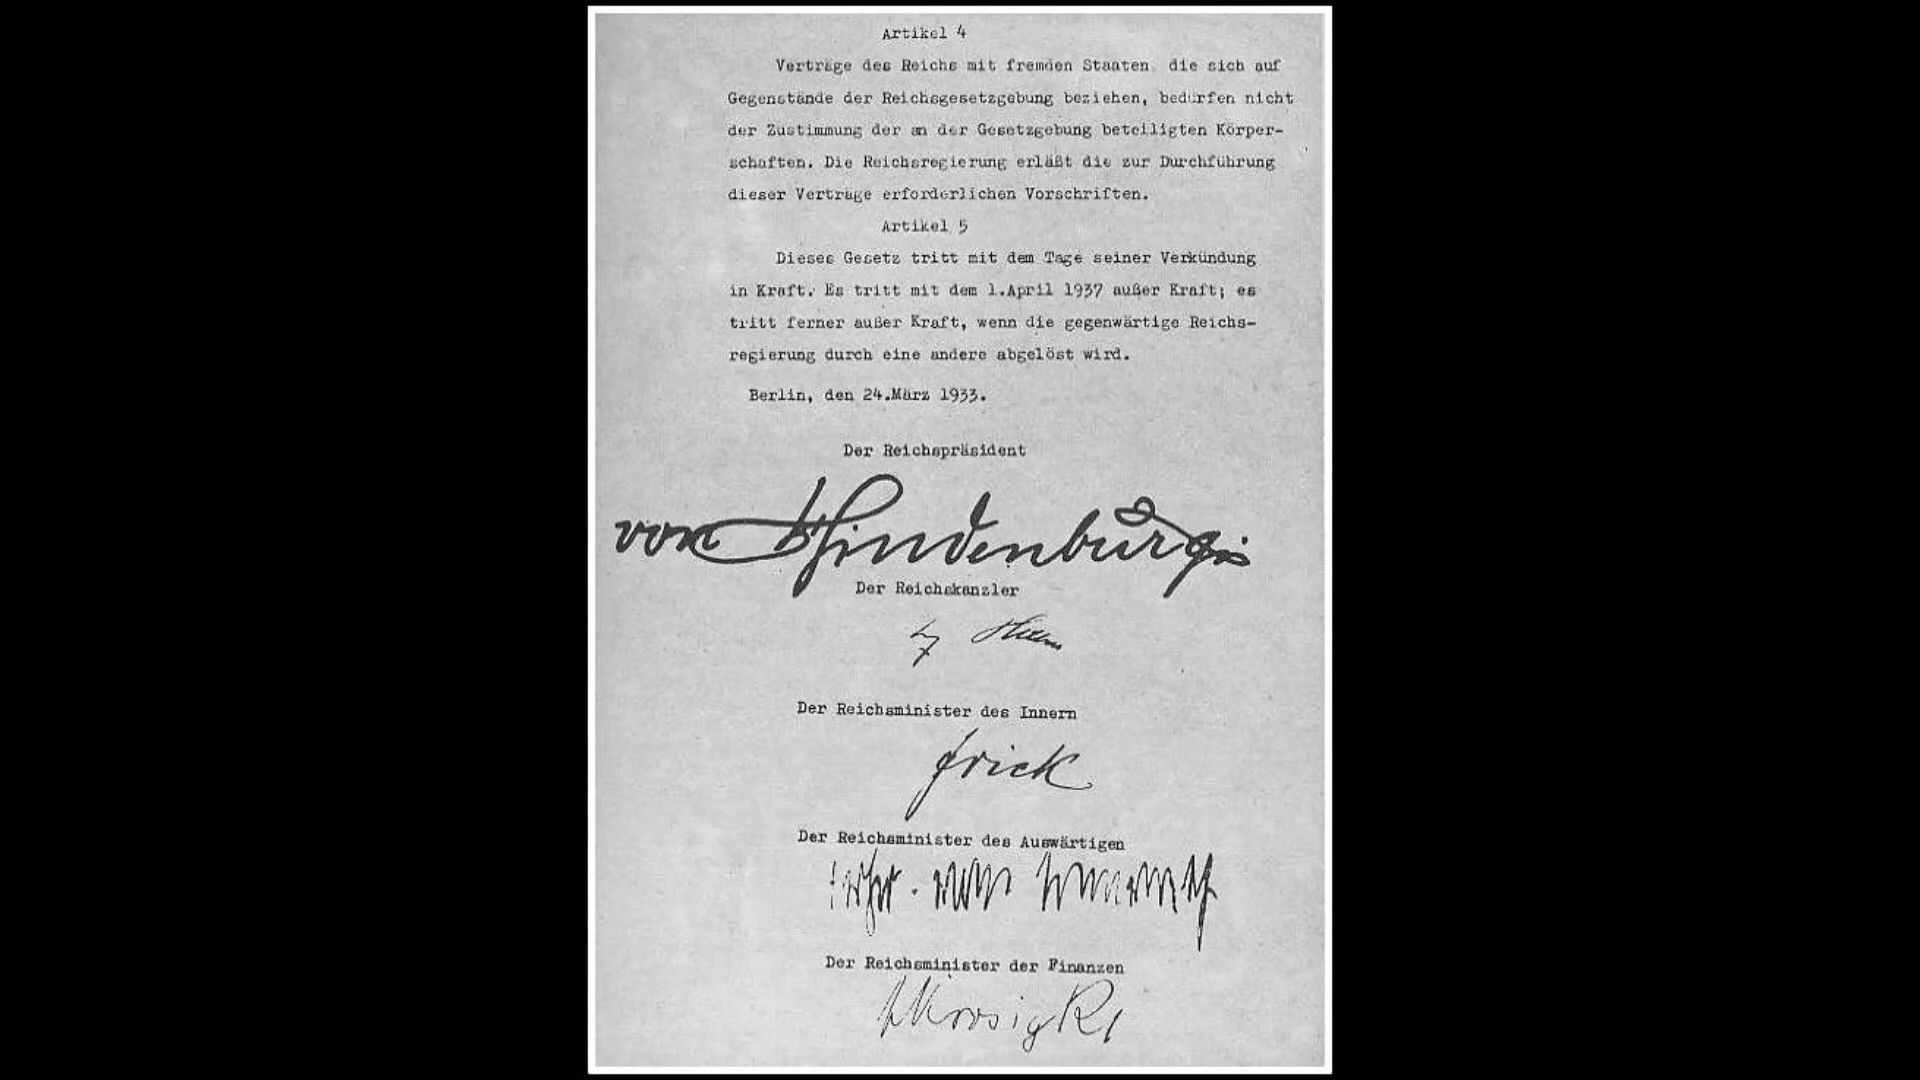 Artikel 4
Verträge des Reichs mit fremden Staaten die sich auf
Gegenstände der Reichsgesetzgebung beziehen, bedürfen nicht
der Zustimmung der an der Gesetzgebung beteiligten Körper-
schaften. Die Reichsregierung erläßt die zur Durchführung
dieser Verträge erforderlichen Vorschriften.
Artikel 5
Dieses Gesetz tritt mit dem Tage seiner Verkündung
in Kraft. Es tritt mit dem 1.April 1937 außer Kraft; es
tritt ferner außer Kraft, wenn die gegenwärtige Reichs-
regierung durch eine andere abgelöst wird.
Berlin, den 24.März 1933.
Der Reichspräsident
von Hindenburg
Der Reichskanzler
Hitler
Der Reichsminister des Innern
Frick
Der Reichsminister des Auswärtigen
Der Reichsminister der Finanzen
Krosigk